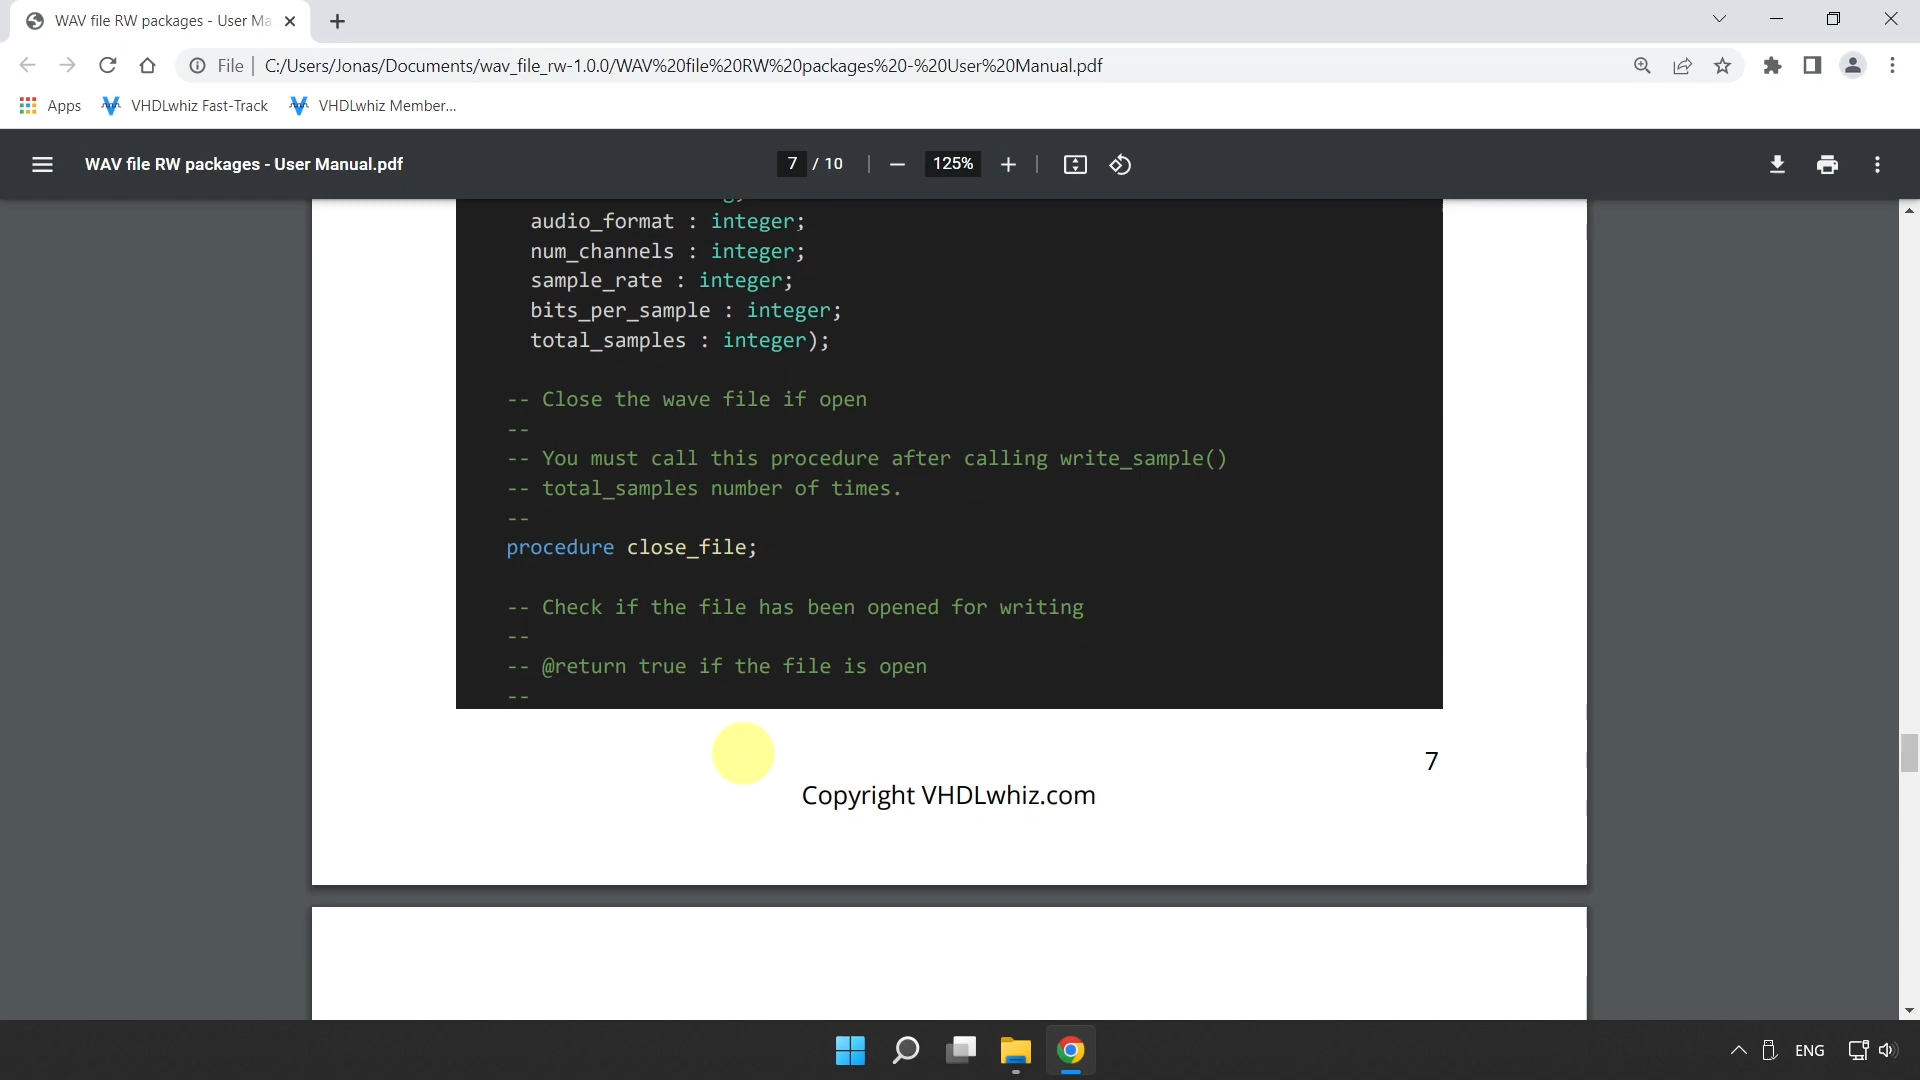 WAV file RW packages - User Ma
File
C:/Users/Jonas/Documents/wav_file_rw-1.0.0/WAV%20file%20RW%20packages%20-%20User%20Manual.pdf
Apps
VHDLwhiz Fast-Track
VHDLwhiz Member...
WAV file RW packages - User Manual.pdf
7 / 10
125%
audio_format : integer;
num_channels : integer;
sample_rate : integer;
bits_per_sample : integer;
total_samples : integer);
-- Close the wave file if open
--
-- You must call this procedure after calling write_sample()
-- total_samples number of times.
--
procedure close_file;
-- Check if the file has been opened for writing
--
-- @return true if the file is open
--
7
Copyright VHDLwhiz.com
ENG